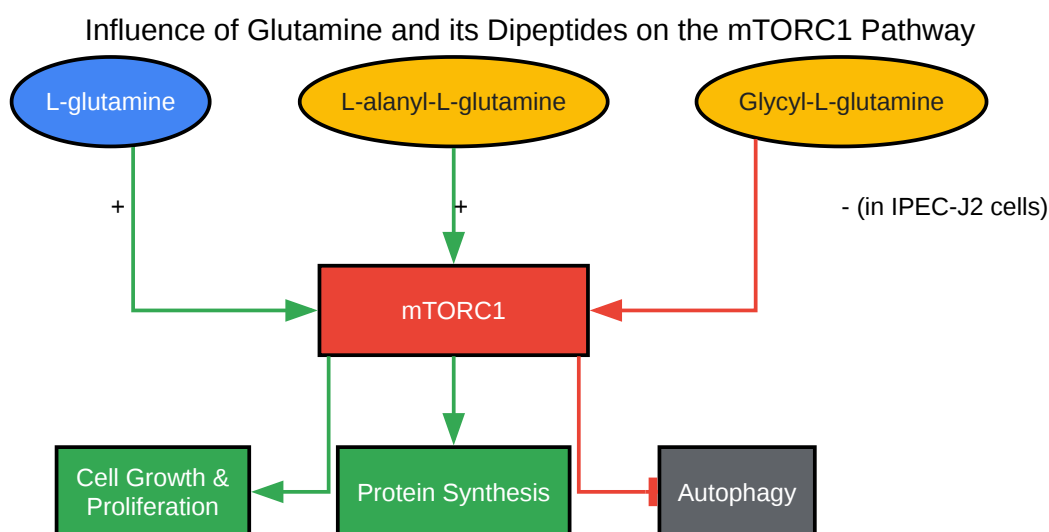 Influence of Glutamine and its Dipeptides on the mTORC1 Pathway
L-glutamine
L-alanyl-L-glutamine
Glycyl-L-glutamine
+
+
- (in IPEC-J2 cells)
mTORC1
Cell Growth &
Proliferation
Protein Synthesis
Autophagy